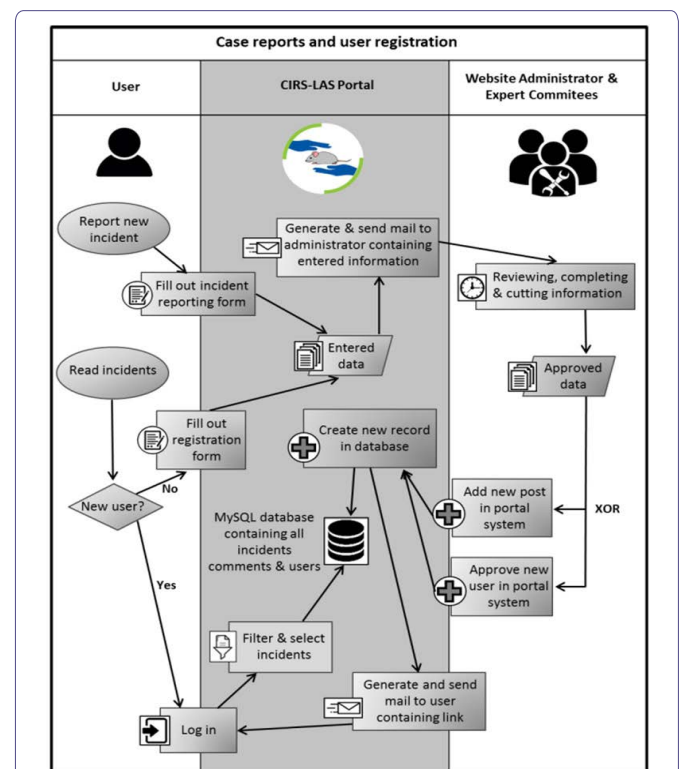 Case reports and user registration
User
CIRS-LAS Portal
Website Administrator &
Expert Commitees
Report new
incident
Generate & send mail to
administrator containing
entered information
Fill out incident
reporting form
Reviewing, completing
& cutting information
Entered
data
Read incidents
Approved
data
Fill out
registration
form
Create new record
in database
New user?
No
Add new post
in portal
system
XOR
MySQL database
containing all
incidents
comments & users
Approve new
user in portal
system
Yes
Filter & select
incidents
Generate and send
mail to user
containing link
Log in